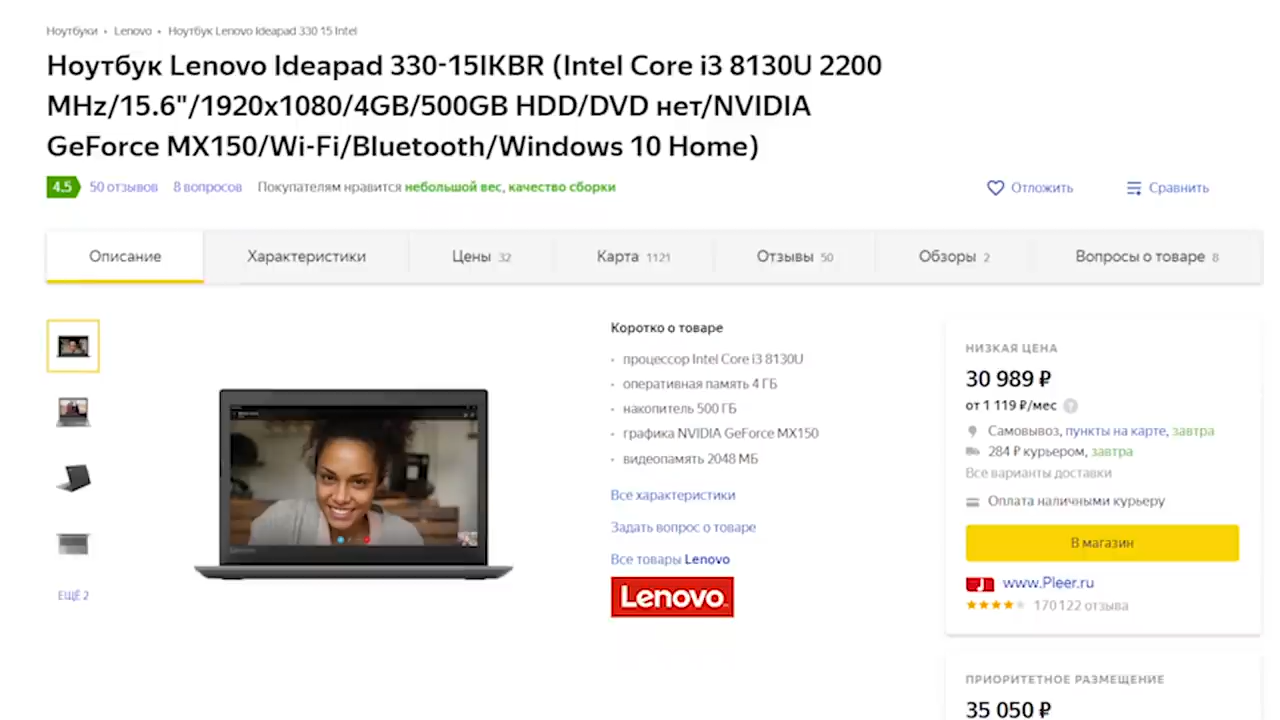 Ноутбуки • Lenovo • Ноутбук Lenovo Ideapad 330 15 Intel
Ноутбук Lenovo Ideapad 330-15IKBR (Intel Core i3 8130U 2200
MHz/15.6"/1920x1080/4GB/500GB HDD/DVD нет/NVIDIA
GeForce MX150/Wi-Fi/Bluetooth/Windows 10 Home)
4.5 50 отзывов 8 вопросов Покупателям нравится небольшой вес, качество сборки
Отложить Сравнить
Описание Характеристики Цены 32 Карта 1121 Отзывы 50 Обзоры 2 Вопросы о товаре 8
ЕЩЁ 2
Коротко о товаре
• процессор Intel Core i3 8130U
• оперативная память 4 ГБ
• накопитель 500 ГБ
• графика NVIDIA GeForce MX150
• видеопамять 2048 МБ
Все характеристики
Задать вопрос о товаре
Все товары Lenovo
Lenovo
НИЗКАЯ ЦЕНА
30 989 ₽
от 1 119 ₽/мес ?
Самовывоз, пункты на карте, завтра
284 ₽ курьером, завтра
Все варианты доставки
Оплата наличными курьеру
В магазин
www.Pleer.ru
170122 отзыва
ПРИОРИТЕТНОЕ РАЗМЕЩЕНИЕ
35 050 ₽